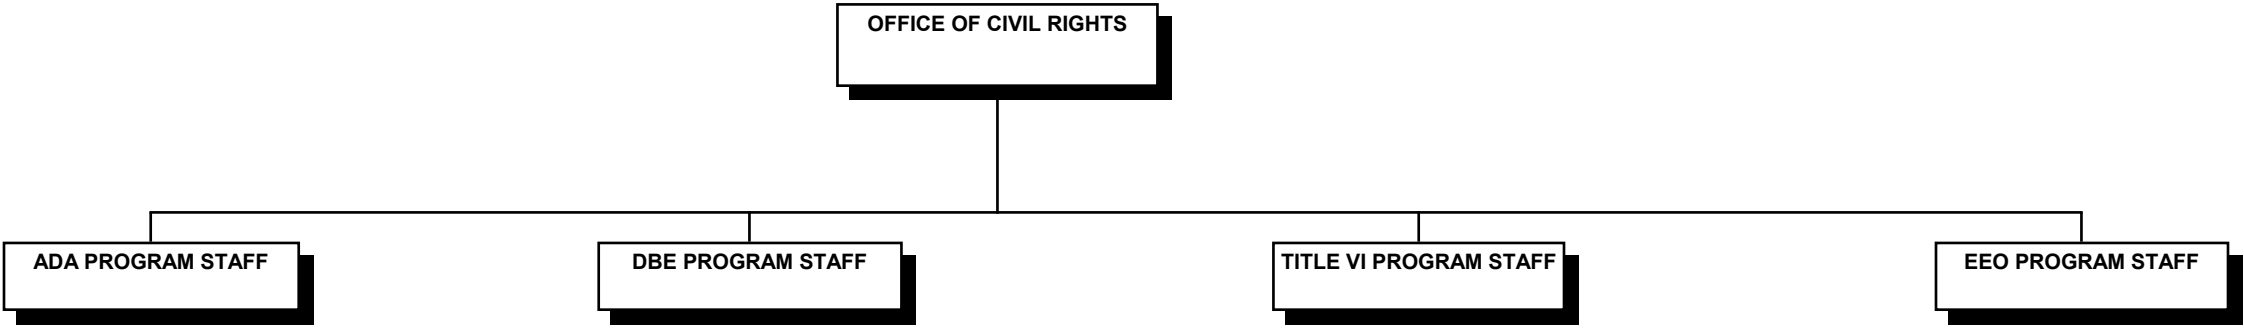 OFFICE OF CIVIL RIGHTS
ADA PROGRAM STAFF
DBE PROGRAM STAFF
TITLE VI PROGRAM STAFF
EEO PROGRAM STAFF